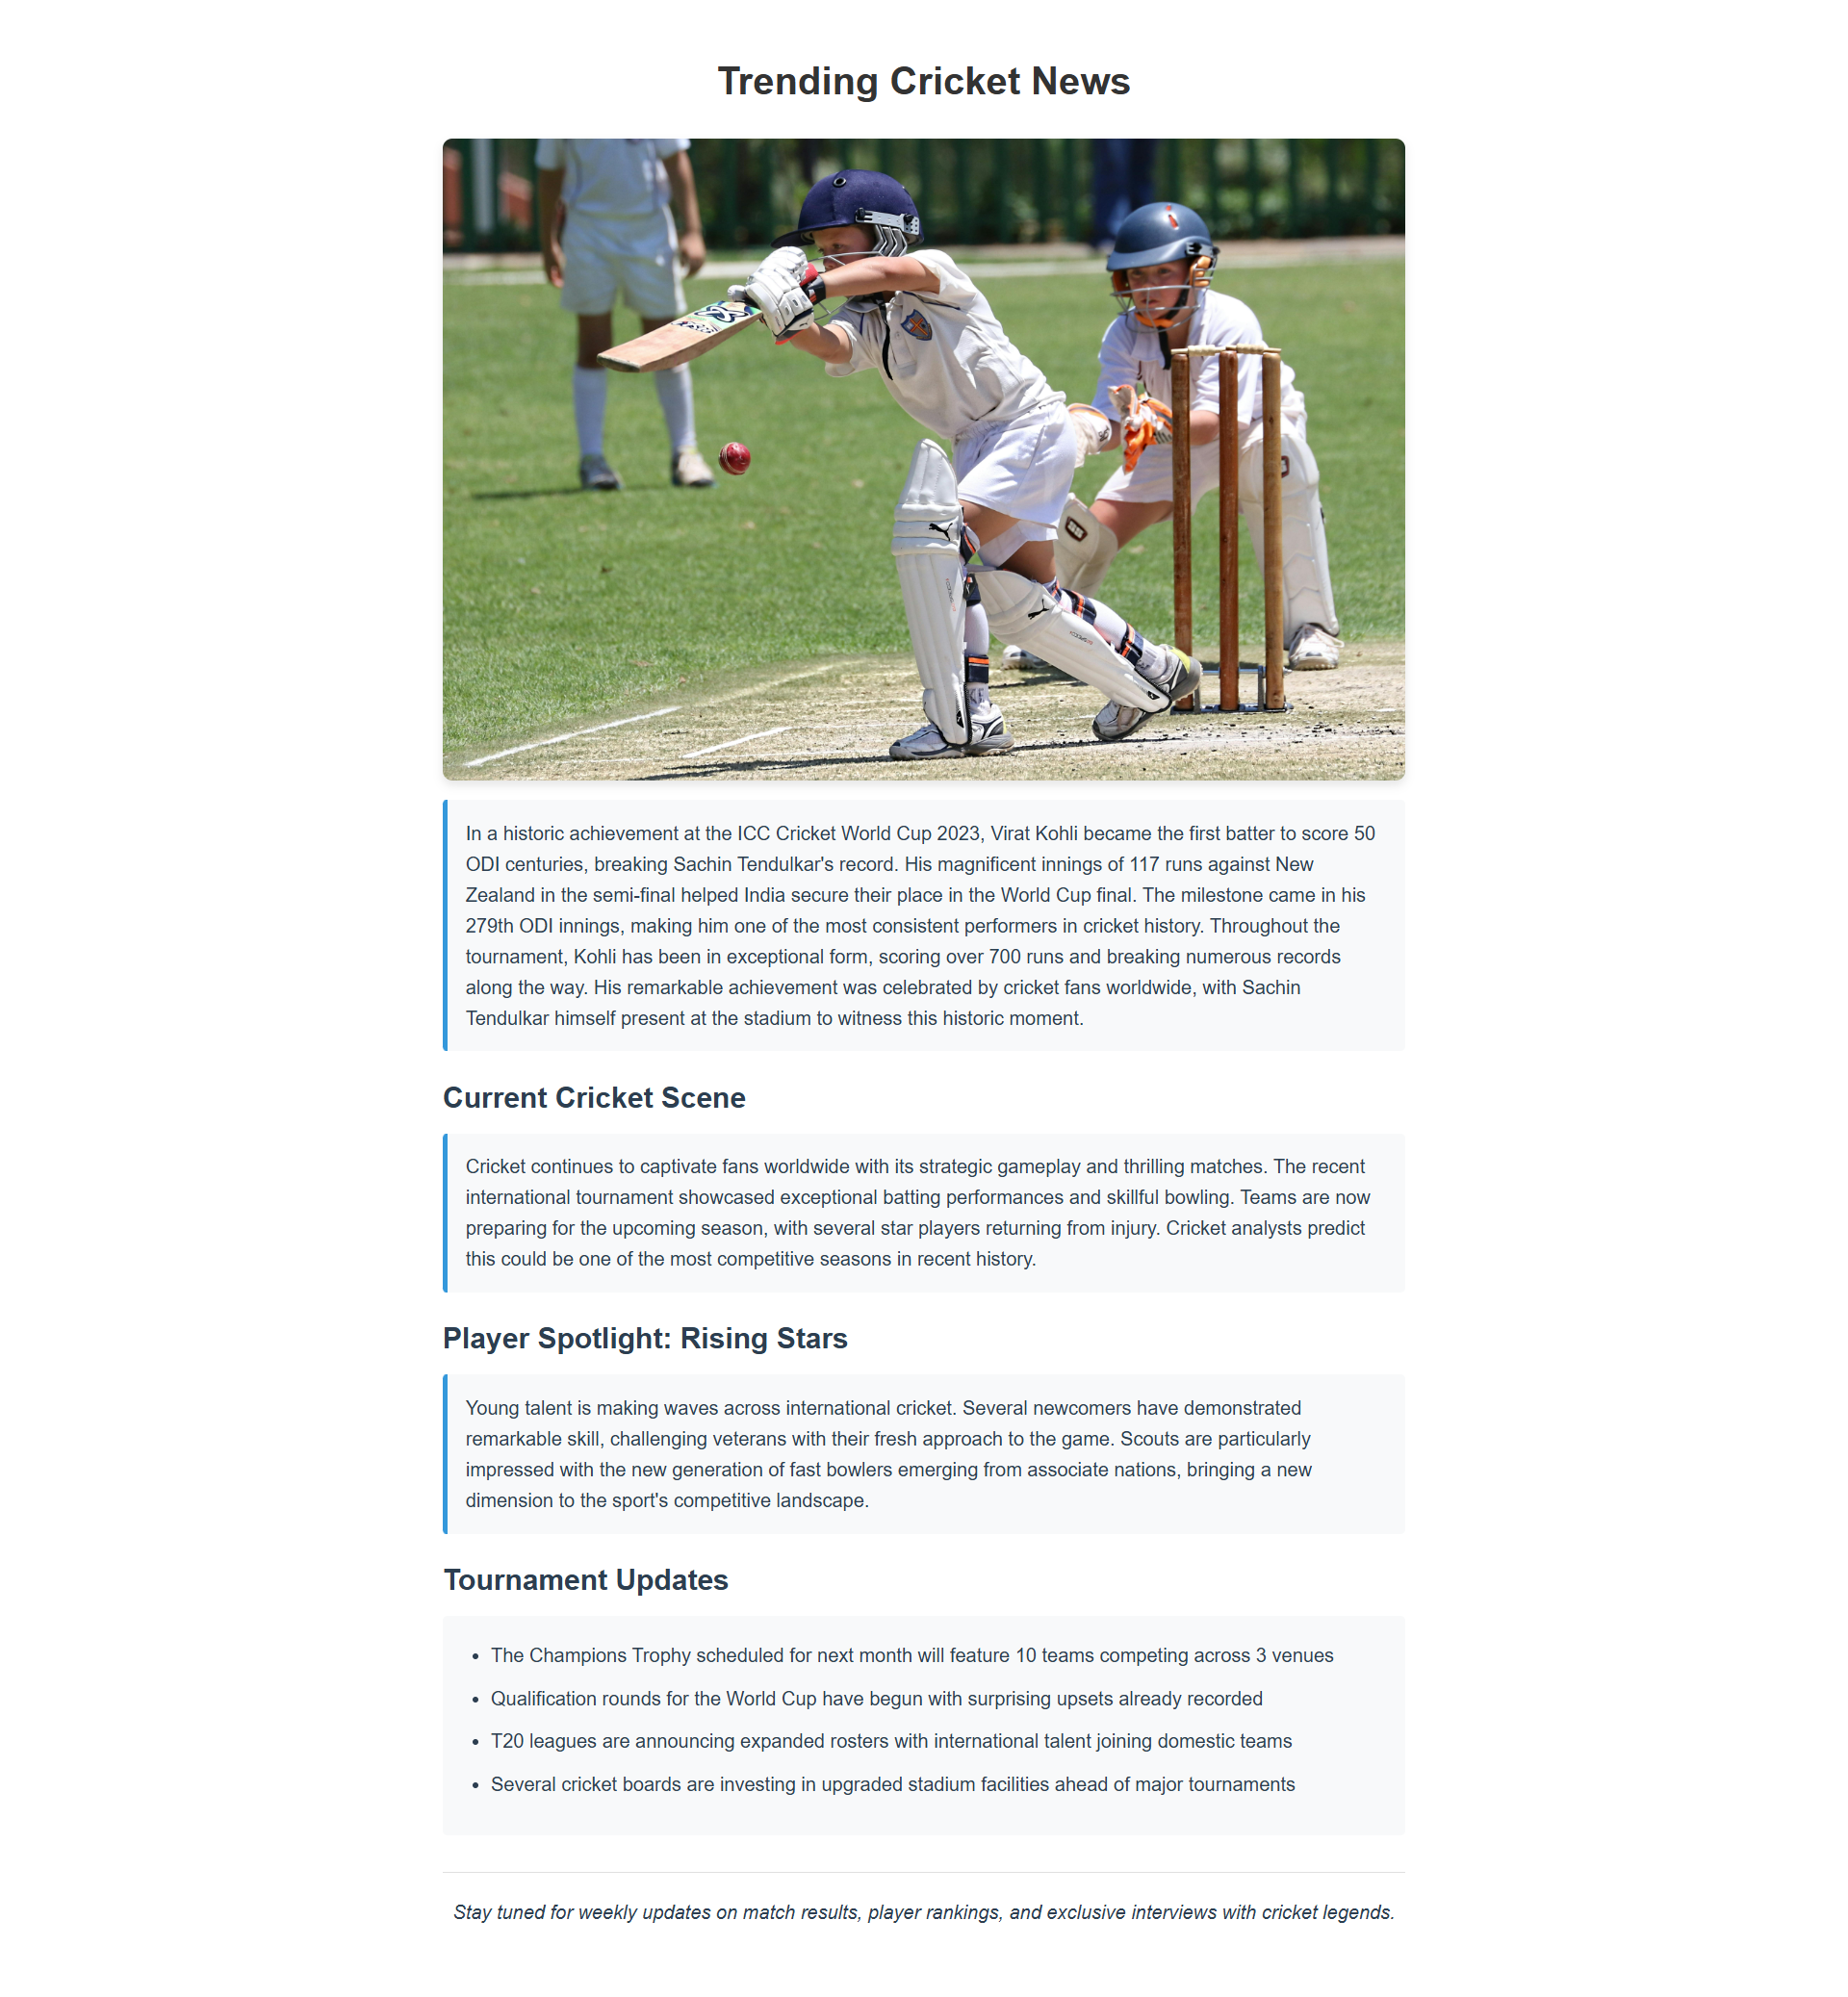 Trending Cricket News
In a historic achievement at the ICC Cricket World Cup 2023, Virat Kohli became the first batter to score 50
ODI centuries, breaking Sachin Tendulkar's record. His magnificent innings of 117 runs against New
Zealand in the semi-final helped India secure their place in the World Cup final. The milestone came in his
279th ODI innings, making him one of the most consistent performers in cricket history. Throughout the
tournament, Kohli has been in exceptional form, scoring over 700 runs and breaking numerous records
along the way. His remarkable achievement was celebrated by cricket fans worldwide, with Sachin
Tendulkar himself present at the stadium to witness this historic moment.
Current Cricket Scene
Cricket continues to captivate fans worldwide with its strategic gameplay and thrilling matches. The recent
international tournament showcased exceptional batting performances and skillful bowling. Teams are now
preparing for the upcoming season, with several star players returning from injury. Cricket analysts predict
this could be one of the most competitive seasons in recent history.
Player Spotlight: Rising Stars
Young talent is making waves across international cricket. Several newcomers have demonstrated
remarkable skill, challenging veterans with their fresh approach to the game. Scouts are particularly
impressed with the new generation of fast bowlers emerging from associate nations, bringing a new
dimension to the sport's competitive landscape.
Tournament Updates
• The Champions Trophy scheduled for next month will feature 10 teams competing across 3 venues
• Qualification rounds for the World Cup have begun with surprising upsets already recorded
• T20 leagues are announcing expanded rosters with international talent joining domestic teams
• Several cricket boards are investing in upgraded stadium facilities ahead of major tournaments
Stay tuned for weekly updates on match results, player rankings, and exclusive interviews with cricket legends.